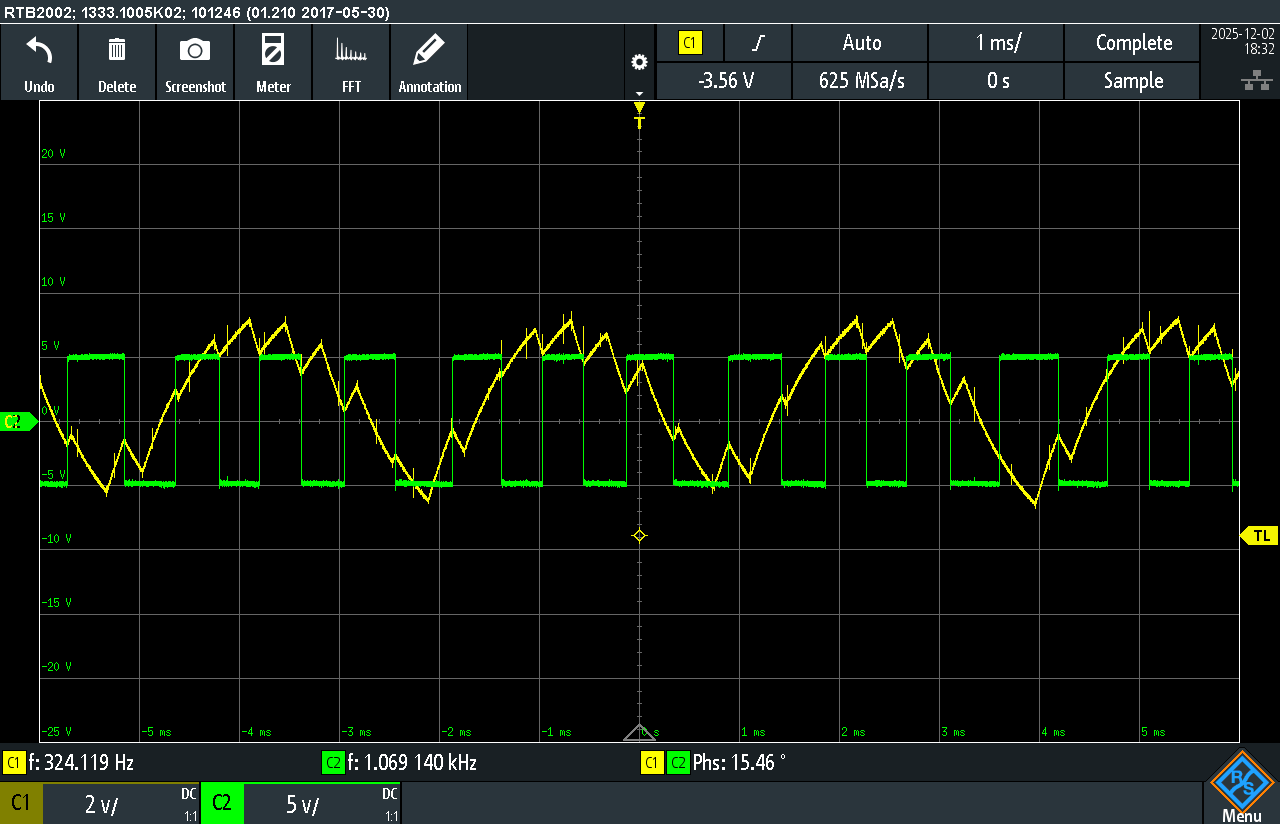 RTB2002; 1333.1005K02; 101246 (01.210 2017-05-30)
Undo
Delete
Screenshot
Meter
FFT
Annotation
C1
Auto
1 ms/
Complete
2025-12-02
18:32
-3.56 V
625 MSa/s
0 s
Sample
T
20 V
15 V
10 V
5 V
0 V
C2
-5 V
-10 V
TL
-15 V
-20 V
-25 V
-5 ms
-4 ms
-3 ms
-2 ms
-1 ms
0 s
1 ms
2 ms
3 ms
4 ms
5 ms
C1 f: 324.119 Hz
C2 f: 1.069 140 kHz
C1 C2 Phs: 15.46 °
C1 2 V/ DC 1:1
C2 5 V/ DC 1:1
R S
Menu